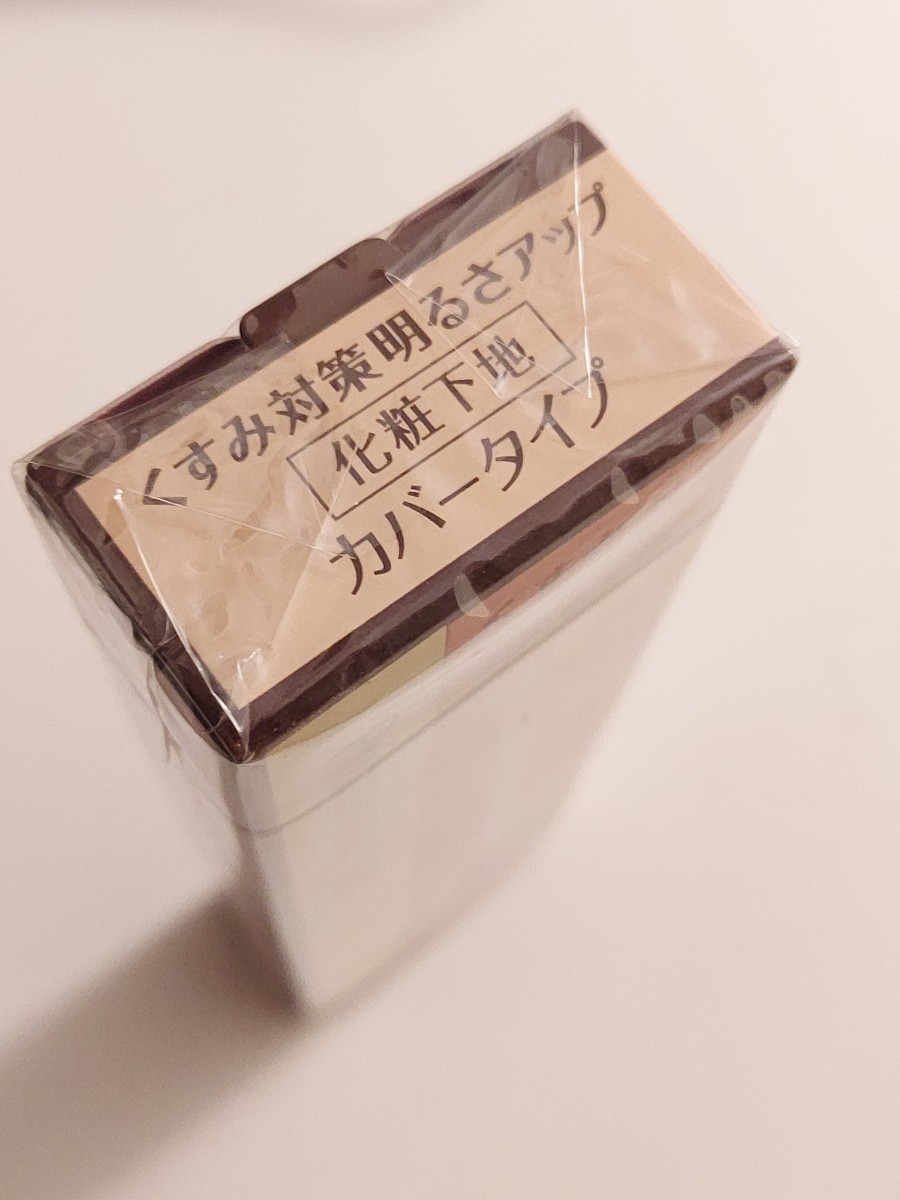 くすみ対策明るさアップ
化粧下地
カバータイプ